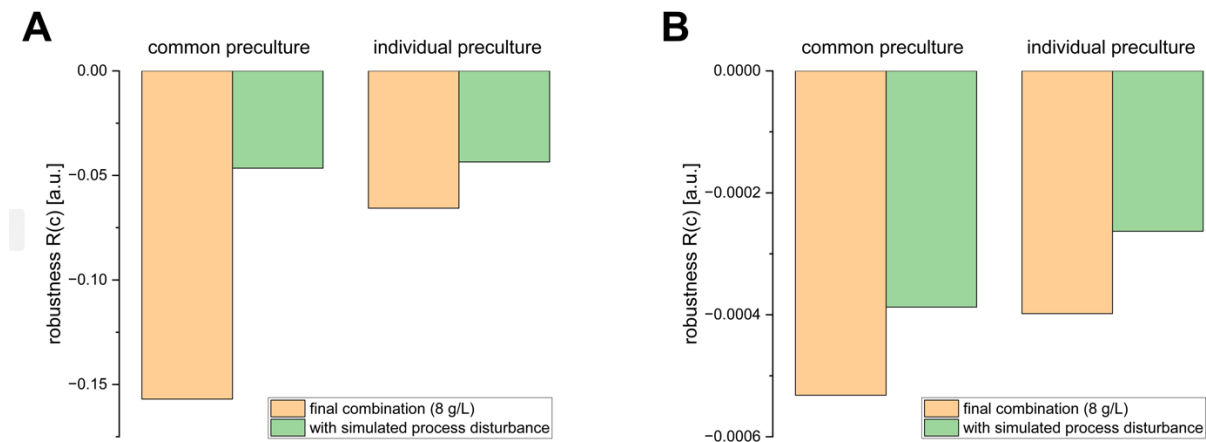 A
common preculture
individual preculture
0.00
−0.05
−0.10
−0.15
robustness R(c) [a.u.]
final combination (8 g/L)
with simulated process disturbance
B
common preculture
individual preculture
0.0000
−0.0002
−0.0004
−0.0006
robustness R(c) [a.u.]
final combination (8 g/L)
with simulated process disturbance